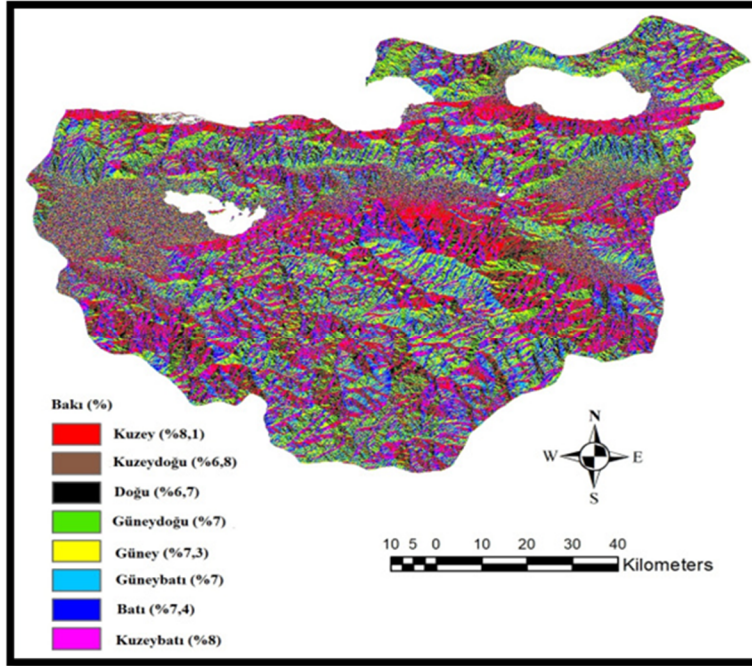 Bakı (%)
Kuzey (%8,1)
Kuzeydoğu (%6,8)
Doğu (%6,7)
Güneydoğu (%7)
Güney (%7,3)
Güneybatı (%7)
Batı (%7,4)
Kuzeybatı (%8)
N
W E
S
10 5 0 10 20 30 40
Kilometers